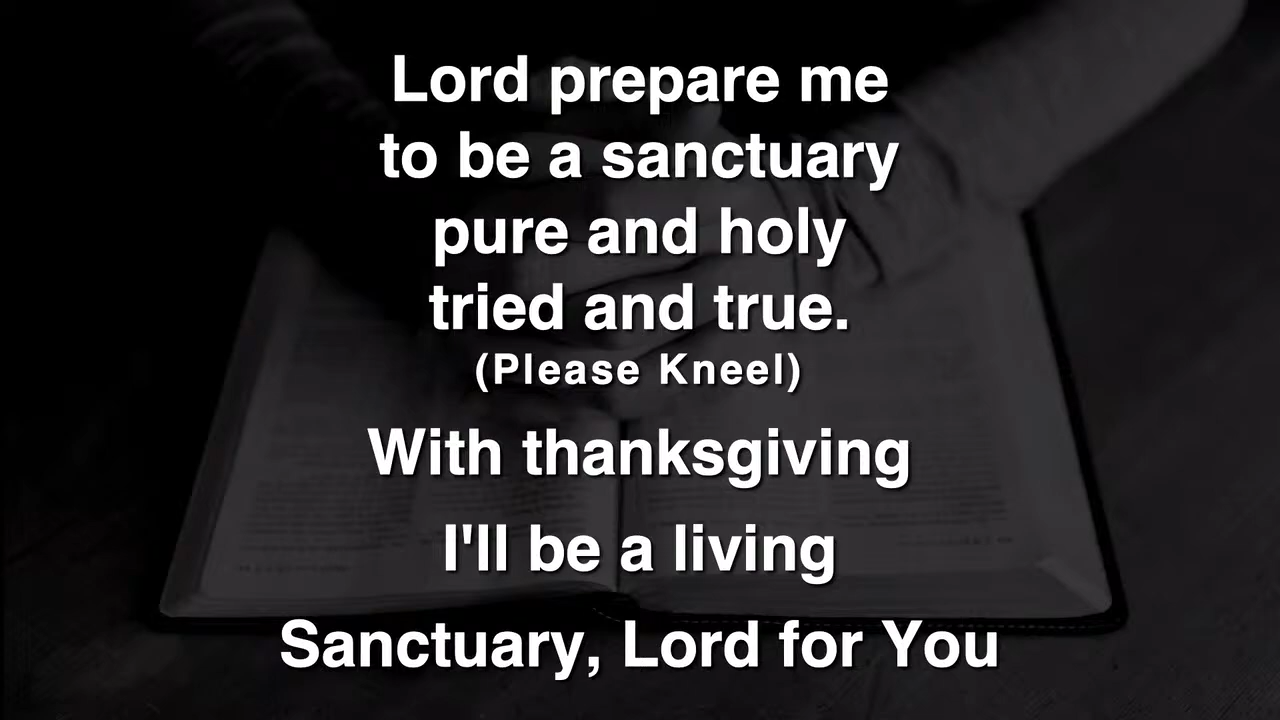 Lord prepare me
to be a sanctuary
pure and holy
tried and true.
(Please Kneel)
With thanksgiving
I'll be a living
Sanctuary, Lord for You